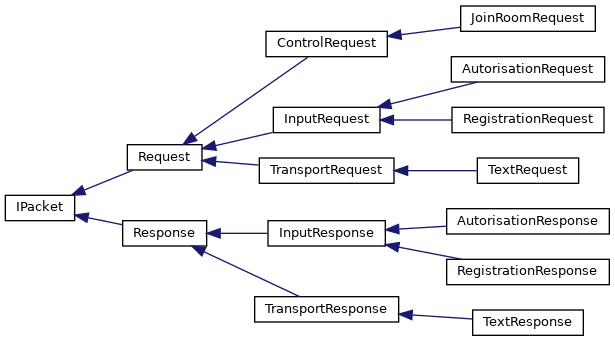 JoinRoomRequest
ControlRequest
AutorisationRequest
InputRequest
RegistrationRequest
Request
TransportRequest
TextRequest
IPacket
AutorisationResponse
Response
InputResponse
RegistrationResponse
TransportResponse
TextResponse